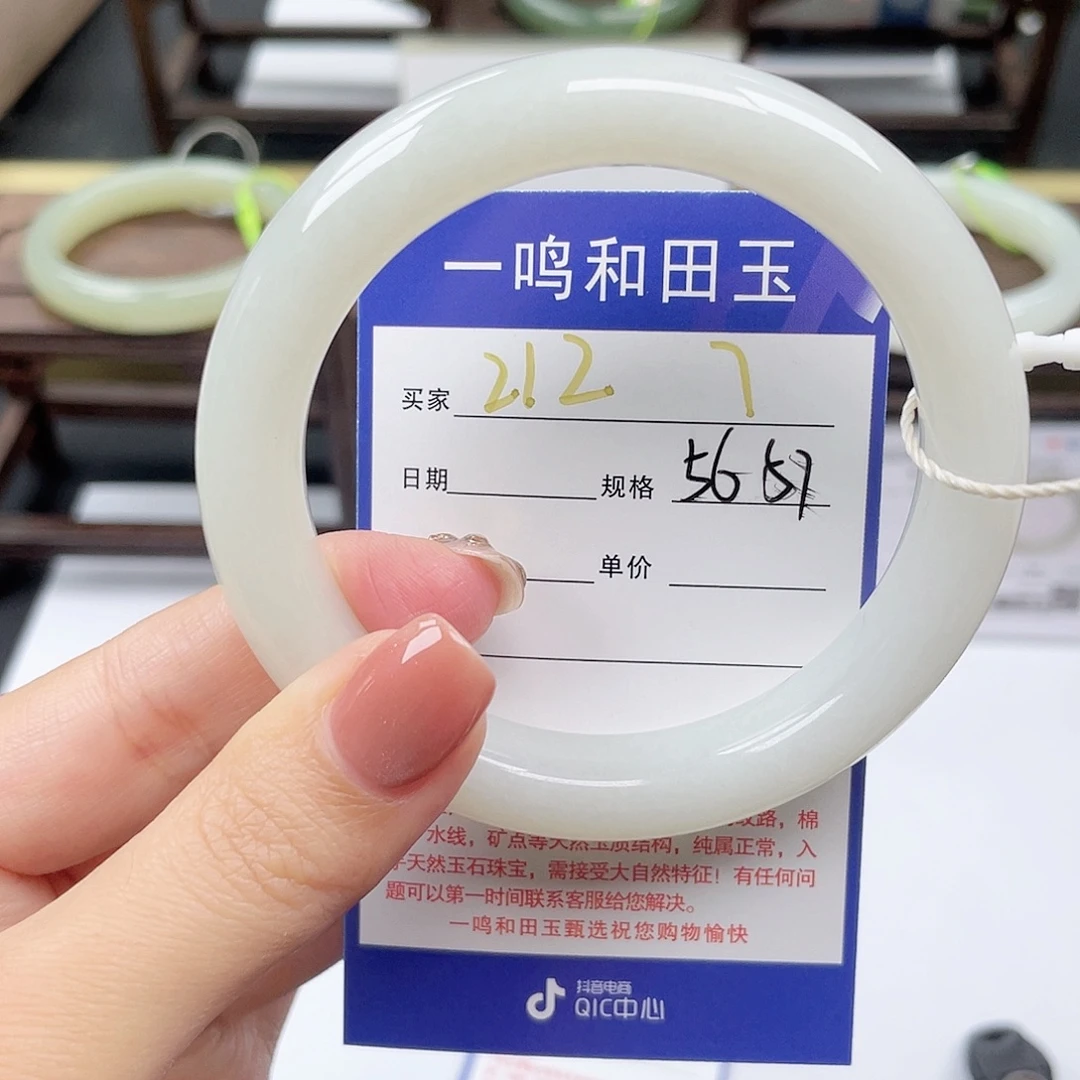 一鸣和田玉
买家 212 7
日期 规格 56 57
单价
路，棉
水线，矿点等天然玉质结构，纯属正常，入
天然玉石珠宝，需接受大自然特征！有任何问
题可以第一时间联系客服给您解决。
一鸣和田玉甄选祝您购物愉快
抖音电商
QIC中心